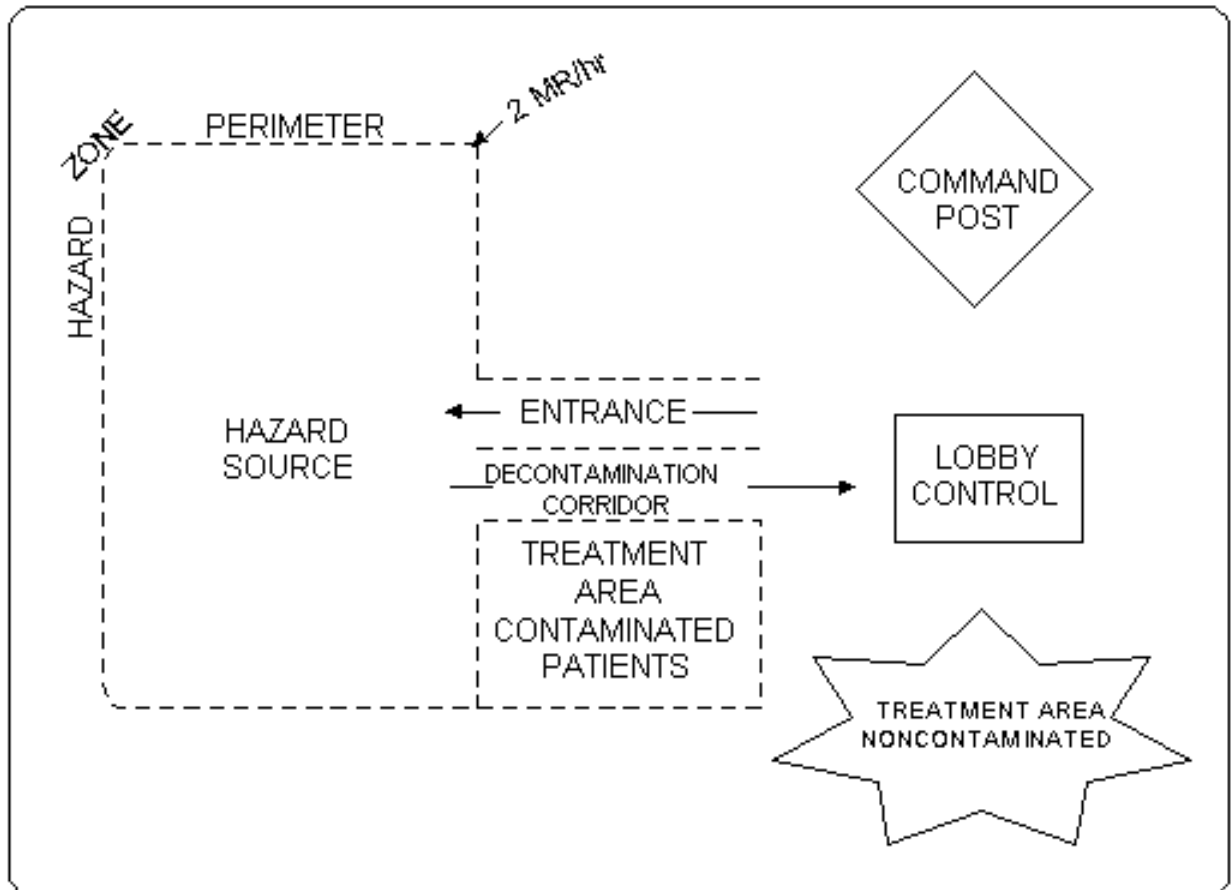 ZONE
PERIMETER
2 MR/hr
HAZARD
COMMAND
POST
HAZARD
SOURCE
ENTRANCE
DECONTAMINATION
CORRIDOR
LOBBY
CONTROL
TREATMENT
AREA
CONTAMINATED
PATIENTS
TREATMENT AREA
NONCONTAMINATED